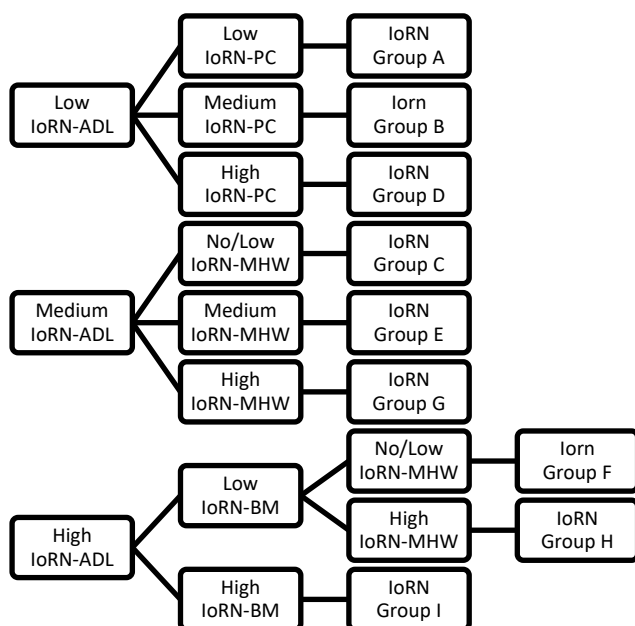 Low
IoRN-PC
IoRN
Group A
Low
IoRN-ADL
Medium
IoRN-PC
Iorn
Group B
High
IoRN-PC
IoRN
Group D
No/Low
IoRN-MHW
IoRN
Group C
Medium
IoRN-ADL
Medium
IoRN-MHW
IoRN
Group E
High
IoRN-MHW
IoRN
Group G
No/Low
IoRN-MHW
Iorn
Group F
Low
IoRN-BM
High
IoRN-ADL
High
IoRN-MHW
IoRN
Group H
High
IoRN-BM
IoRN
Group I